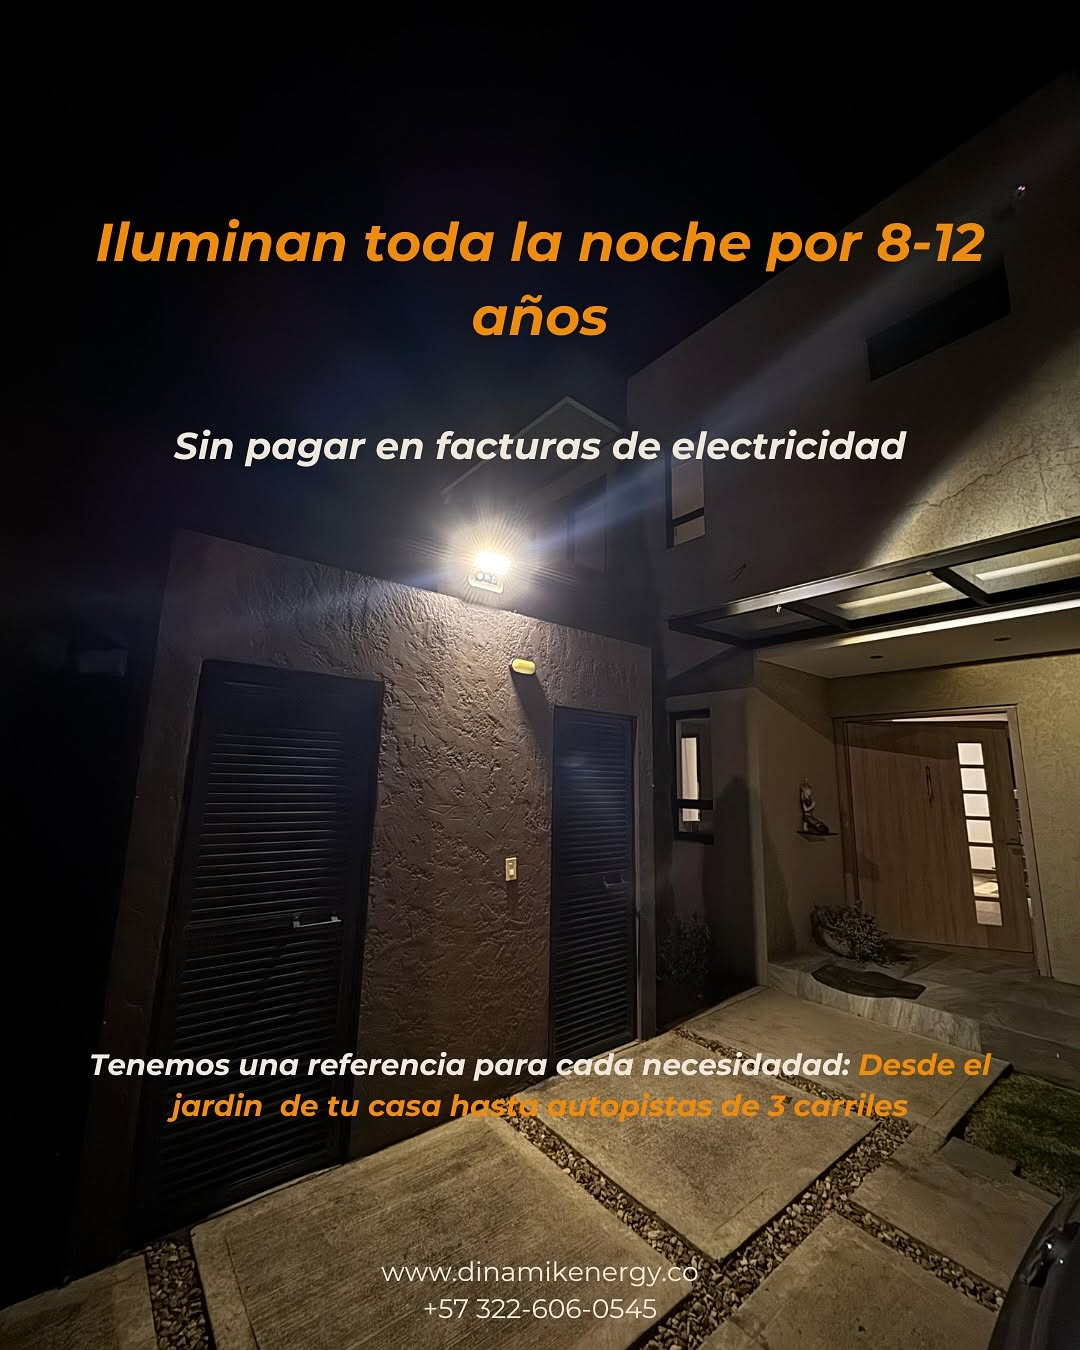 Iluminan toda la noche por 8-12
años
Sin pagar en facturas de electricidad
Tenemos una referencia para cada necesidadad: Desde el
jardin  de tu casa hasta autopistas de 3 carriles
www.dinamikenergy.co
+57 322-606-0545